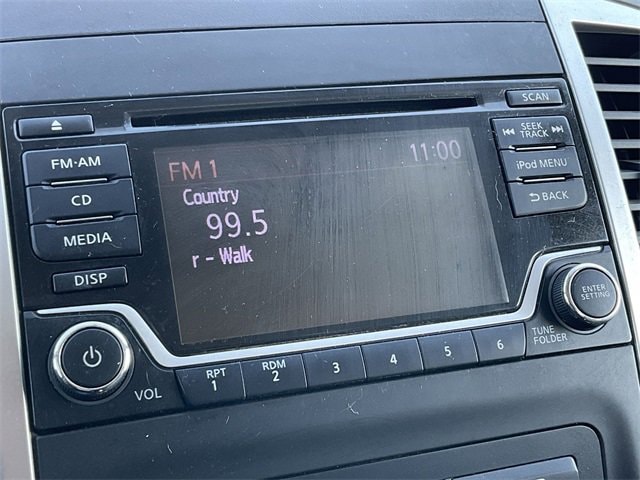 SCAN
SEEK
TRACK
FM·AM
iPod MENU
CD
BACK
MEDIA
DISP
FM 1
11:00
Country
99.5
r - Walk
ENTER
SETTING
TUNE
FOLDER
VOL
RPT
1
RDM
2
3
4
5
6